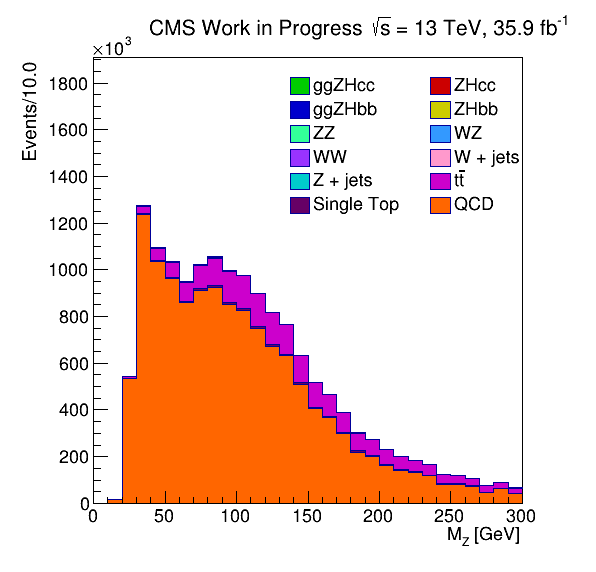 CMS Work in Progress √s = 13 TeV, 35.9 fb⁻¹
×10³
Events/10.0
1800
1600
1400
1200
1000
800
600
400
200
0
ggZHcc ZHcc
ggZHbb ZHbb
ZZ WZ
WW W + jets
Z + jets tt̄
Single Top QCD
0 50 100 150 200 250 300
M_Z [GeV]